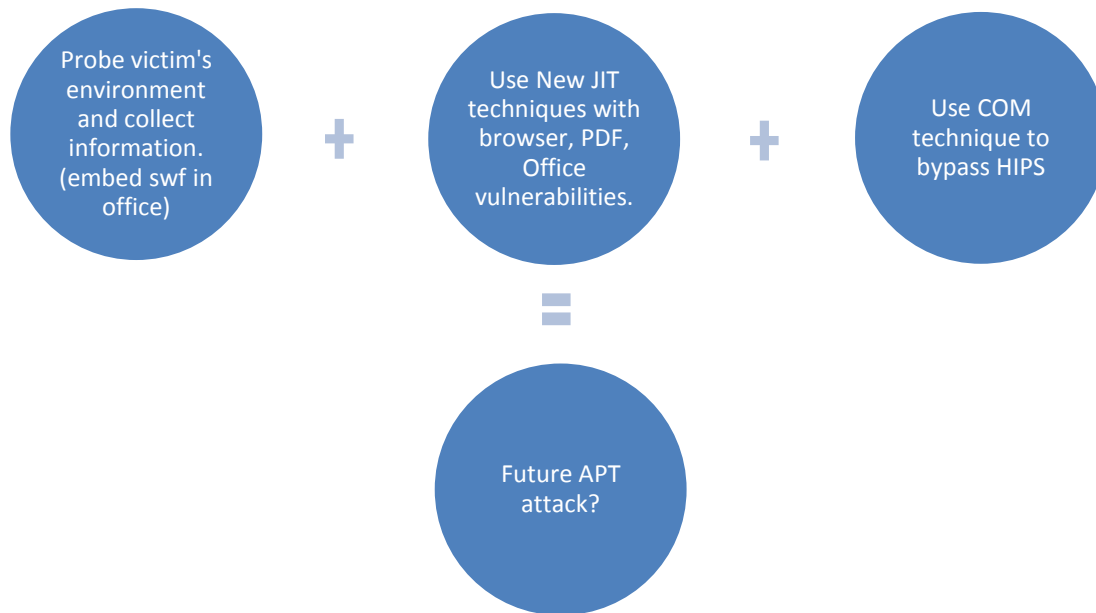 Probe victim's
environment
and collect
information.
(embed swf in
office)
+
Use New JIT
techniques with
browser, PDF,
Office
vulnerabilities.
+
Use COM
technique to
bypass HIPS
=
Future APT
attack?